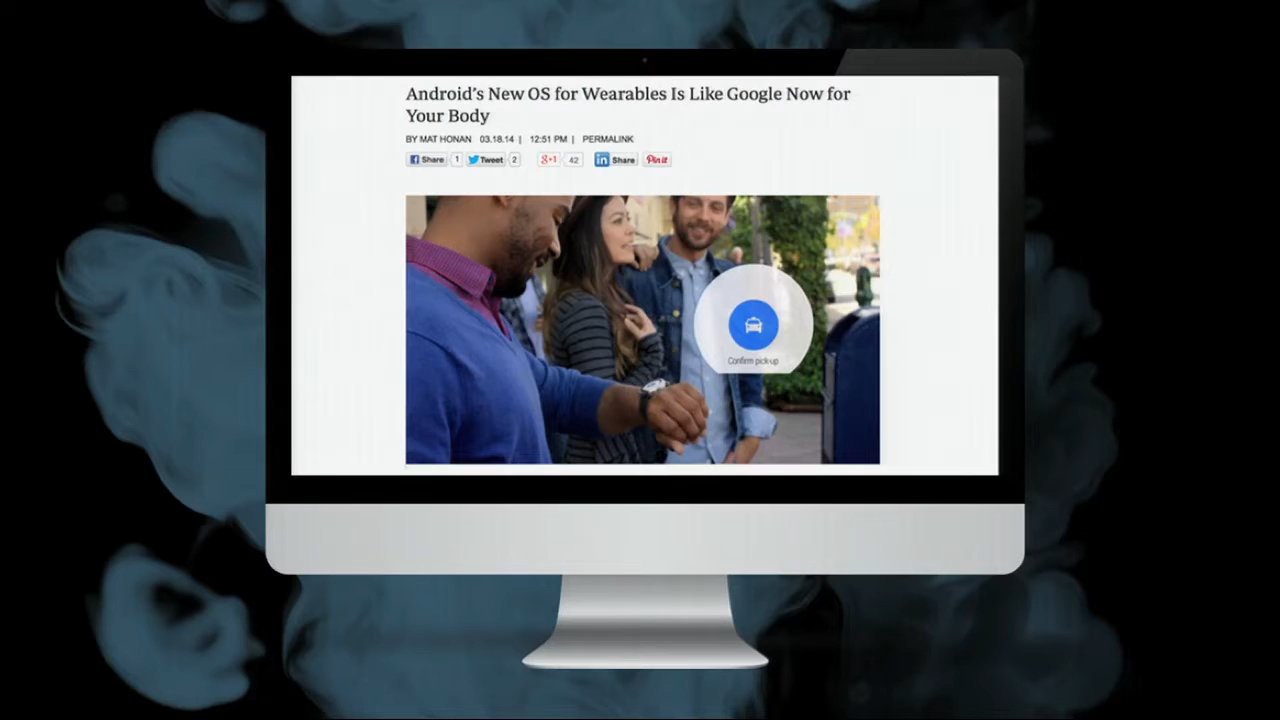 Android's New OS for Wearables Is Like Google Now for
Your Body
BY MAT HONAN 03.18.14 | 12:51 PM | PERMALINK
Share 1 Tweet 2 g+1 42 in Share Pin it
Confirm pick-up